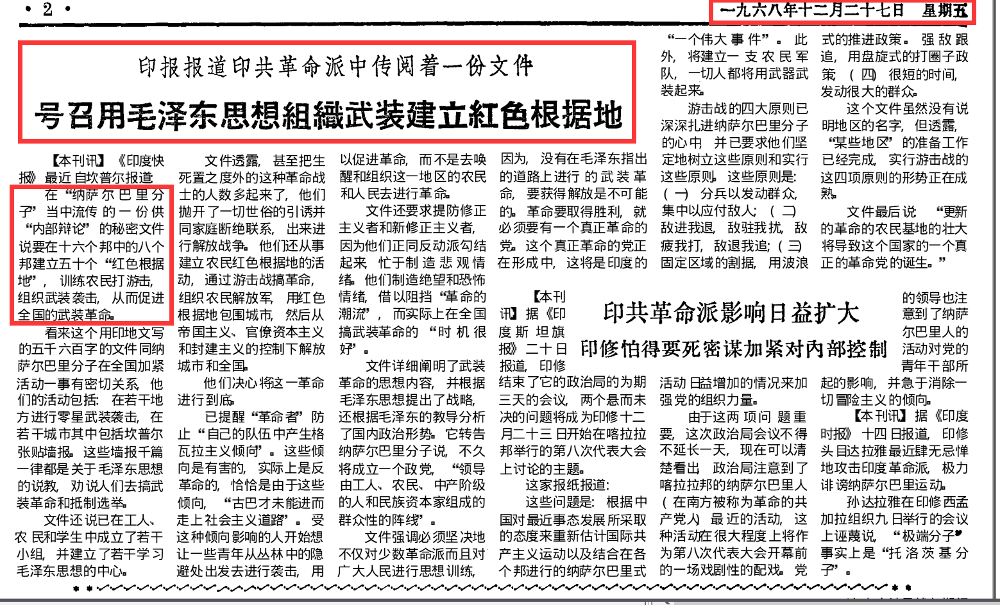 · 2 ·
一九六八年十二月二十七日 星期五
印报报道印共革命派中传阅着一份文件
号召用毛泽东思想組織武装建立紅色根据地
【本刊讯】《印度快
报》最近自坎普尔报道
在“纳萨尔巴里分
子”当中流传的一份供
“内部辩论”的秘密文件
说要在十六个邦中的八个
邦建立五十个“红色根据
地”，训练农民打游击，
组织武装袭击，从而促进
全国的武装革命。
看来这个用印地文写
的五千六百字的文件同纳
萨尔巴里分子在全国加紧
活动一事有密切关系，他
们的活动包括：在若干地
方进行零星武装袭击，在
若干城市其中包括坎普尔
张贴墙报。这些墙报千篇
一律都是关于毛泽东思想
的说教，劝说人们去搞武
装革命和抵制选举。
文件还说已在工人、
农民和学生中成立了若干
小组，并建立了若干学习
毛泽东思想的中心。
文件透露，甚至把生
死置之度外的这种革命战
士的人数多起来了，他们
抛开了一切世俗的引诱并
同家庭断绝联系，出来进
行解放战争。他们还从事
建立农民红色根据地的活
动，通过游击战搞革命，
组织农民解放军，用红色
根据地包围城市，然后从
帝国主义、官僚资本主义
和封建主义的控制下解放
城市和全国。
他们决心将这一革命
进行到底。
已提醒“革命者”防
止“自己的队伍中产生格
瓦拉主义倾向”。这些倾
向是有害的，实际上是反
革命的，恰恰是由于这些
倾向，“古巴才未能进而
走上社会主义道路”。受
这种倾向影响的人开始想
让一些青年从丛林中的隐
避处出发去进行袭击，用
以促进革命，而不是去唤
醒和组织这一地区的农民
和人民去进行革命。
文件还要求提防修正
主义者和新修正主义者，
因为他们正同反动派勾结
起来，忙于制造悲观情
绪。他们制造绝望和恐怖
情绪，借以阻挡“革命的
潮流”，而实际上在全国
搞武装革命的“时机很
好”。
文件详细阐明了武装
革命的思想内容，并根据
毛泽东思想提出了战略，
还根据毛泽东的教导分析
了国内政治形势。它转告
纳萨尔巴里分子说，不久
将成立一个政党，“领导
由工人、农民、中产阶级
的人和民族资本家组成的
群众性的阵线”。
文件强调必须坚决地
不仅对少数革命派而且对
广大人民进行思想训练，
因为，没有在毛泽东指出
的道路上进行的武装革
命，要获得解放是不可能
的。革命要取得胜利，就
必须要有一个真正革命的
党。这个真正革命的党正
在形成中，这将是印度的
“一个伟大事件”。此
外，将建立一支农民军
队，一切人都将用武器武
装起来。
游击战的四大原则已
深深扎进纳萨尔巴里分子
的心中，并已要求他们坚
定地树立这些原则和实行
这些原则。这些原则是：
（一）分兵以发动群众，
集中以应付敌人；（二）
敌进我退，敌驻我扰，敌
疲我打，敌退我追；（三）
固定区域的割据，用波浪
式的推进政策。强敌跟
追，用盘旋式的打圈子政
策；（四）很短的时间，
发动很大的群众。
这个文件虽然没有说
明地区的名字，但透露，
“某些地区”的准备工作
已经完成，实行游击战的
这四项原则的形势正在成
熟。
文件最后说“更新
的革命的农民基地的壮大
将导致这个国家的一个真
正的革命党的诞生。”
印共革命派影响日益扩大
印修怕得要死密谋加紧对内部控制
【本刊
讯】据《印
度斯坦旗
报》二十日
报道，印修
结束了它的政治局的为期
三天的会议，两个悬而未
决的问题将成为印修十二
月二十三日开始在喀拉拉
邦举行的第八次代表大会
上讨论的主题。
这家报纸报道：
这些问题是：根据中
国对最近事态发展所采取
的态度来重新估计国际共
产主义运动以及结合在各
个邦进行的纳萨尔巴里式
活动日益增加的情况来加
强党的组织力量。
由于这两项问题重
要，这次政治局会议不得
不延长一天，现在可以清
楚看出，政治局注意到了
喀拉拉邦的纳萨尔巴里人
（在南方被称为革命的共
产党人）最近的活动，这
种活动在很大程度上将作
为第八次代表大会开幕前
的一场戏剧性的配戏。党
的领导也注
意到了纳萨
尔巴里人的
活动对党的
青年干部所
起的影响，并急于消除一
切冒险主义的倾向。
【本刊讯】据《印度
时报》十四日报道，印修
头目达拉雅最近肆无忌惮
地攻击印度革命派，极力
诽谤纳萨尔巴里运动。
孙达拉雅在印修西孟
加拉组织九日举行的会议
上诬蔑说，“极端分子”
事实上是“托洛茨基分
子”。